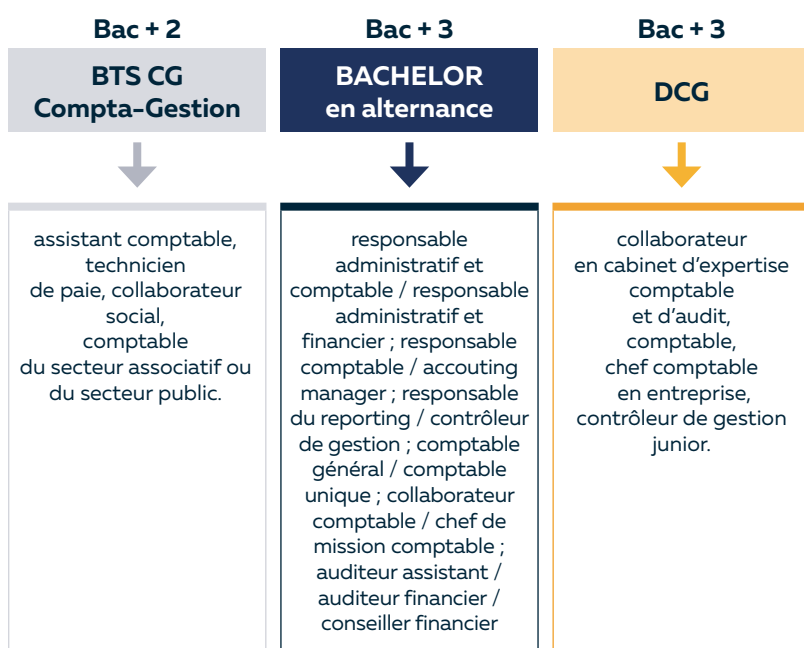 Bac + 2
BTS CG
Compta-Gestion
assistant comptable,
technicien
de paie, collaborateur
social,
comptable
du secteur associatif ou
du secteur public.
Bac + 3
BACHELOR
en alternance
responsable
administratif et
comptable / responsable
administratif et
financier ; responsable
comptable / accouting
manager ; responsable
du reporting / contrôleur
de gestion ; comptable
général / comptable
unique ; collaborateur
comptable / chef de
mission comptable ;
auditeur assistant /
auditeur financier /
conseiller financier
Bac + 3
DCG
collaborateur
en cabinet d’expertise
comptable
et d’audit,
comptable,
chef comptable
en entreprise,
contrôleur de gestion
junior.